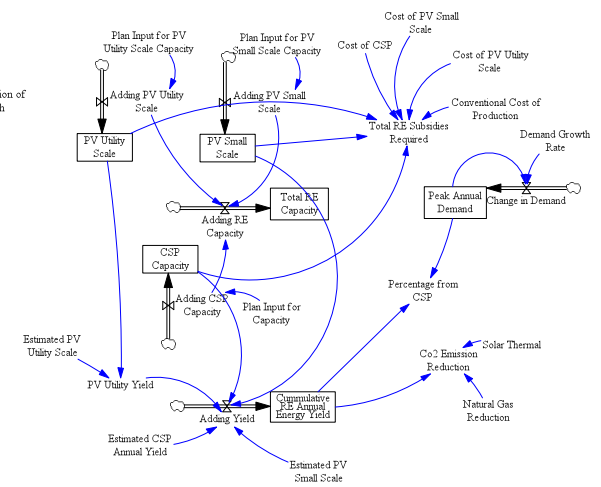 Cost of PV Small
Scale
Plan Input for PV
Utility Scale Capacity
Plan Input for PV
Small Scale Capacity
Cost of CSP
Cost of PV Utility
Scale
ion of
h
Adding PV Utility
Scale
Adding PV Small
Scale
Conventional Cost of
Production
Total RE Subsidies
Required
Demand Growth
Rate
PV Utility
Scale
PV Small
Scale
Peak Annual
Demand
Change in Demand
Total RE
Capacity
Adding RE
Capacity
CSP
Capacity
Percentage from
CSP
Adding CSP
Capacity
Plan Input for
Capacity
Estimated PV
Utility Scale
Solar Thermal
Co2 Emission
Reduction
PV Utility Yield
Cummulative
RE Annual
Energy Yield
Natural Gas
Reduction
Adding Yield
Estimated CSP
Annual Yield
Estimated PV
Small Scale